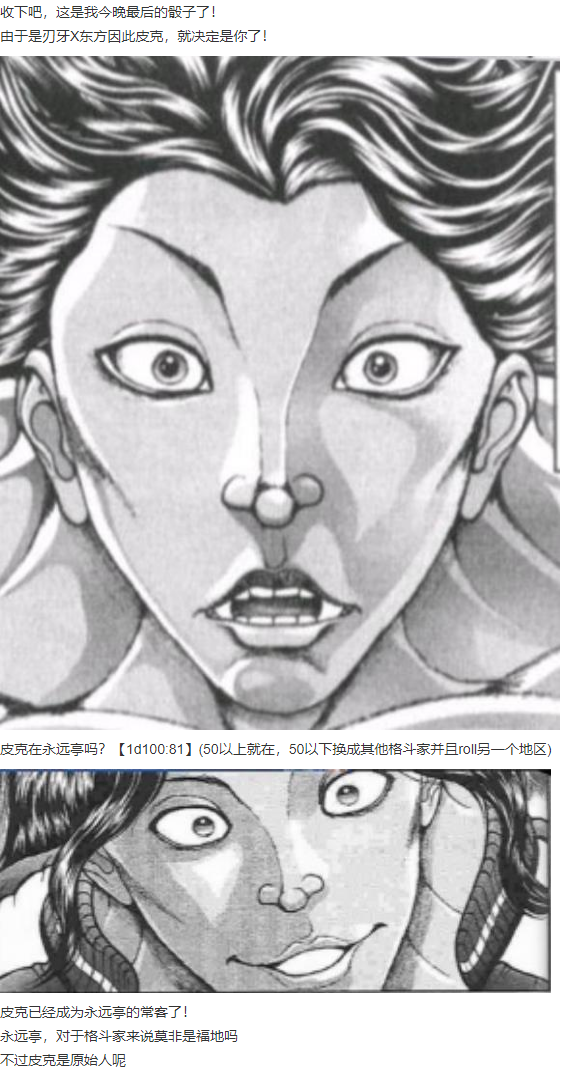 收下吧，这是我今晚最后的骰子了！
由于是刃牙X东方因此皮克，就决定是你了！
皮克在永远亭吗？【1d100:81】(50以上就在，50以下换成其他格斗家并且roll另一个地区)
皮克已经成为永远亭的常客了！
永远亭，对于格斗家来说莫非是福地吗
不过皮克是原始人呢